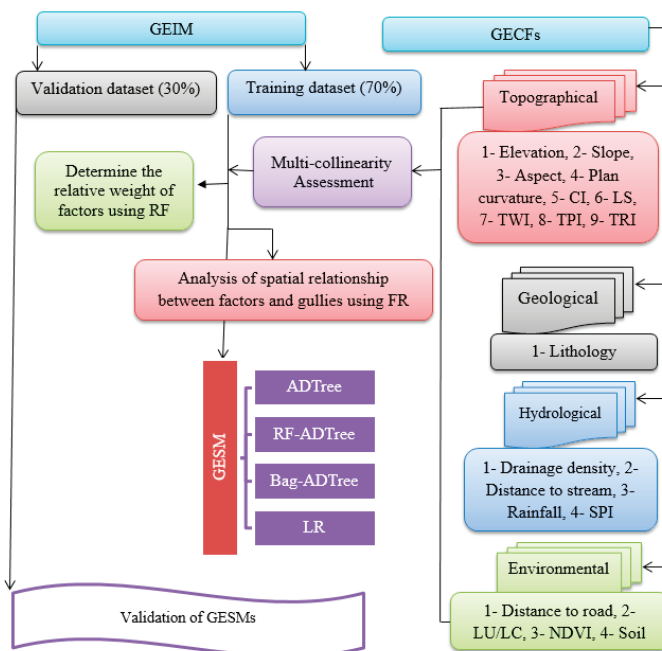 GEIM
GECFs
Validation dataset (30%)
Training dataset (70%)
Topographical
1- Elevation, 2- Slope,
3- Aspect, 4- Plan
curvature, 5- CI, 6- LS,
7- TWI, 8- TPI, 9- TRI
Multi-collinearity
Assessment
Determine the
relative weight of
factors using RF
Analysis of spatial relationship
between factors and gullies using FR
Geological
1- Lithology
GESM
ADTree
RF-ADTree
Bag-ADTree
LR
Hydrological
1- Drainage density, 2-
Distance to stream, 3-
Rainfall, 4- SPI
Environmental
1- Distance to road, 2-
LU/LC, 3- NDVI, 4- Soil
Validation of GESMs